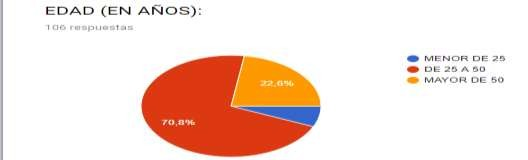 EDAD (EN AÑOS):
106 respuestas
MENOR DE 25
DE 25 A 50
MAYOR DE 50
22,6%
70,8%